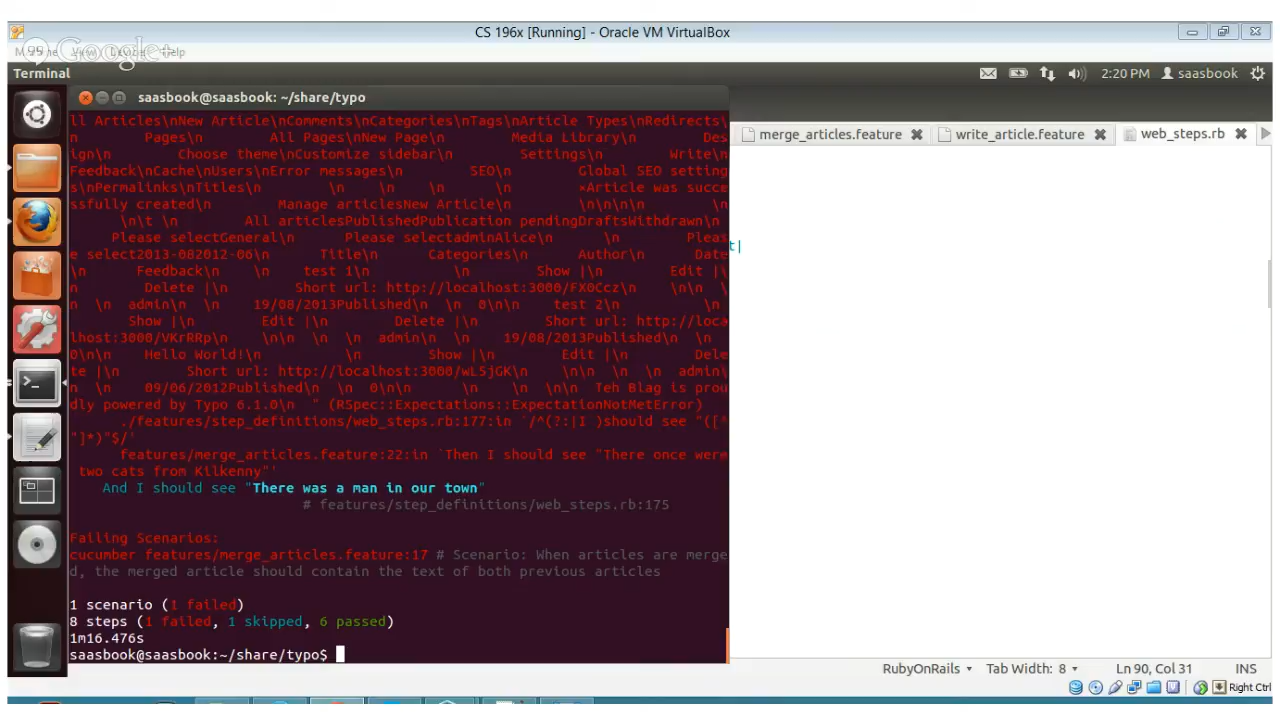 CS 196x [Running] - Oracle VM VirtualBox
Google+
Help
Terminal
2:20 PM
saasbook
saasbook@saasbook: ~/share/typo
merge_articles.feature
write_article.feature
web_steps.rb
ll Articles\nNew Article\nComments\nCategories\nTags\nArticle Types\nRedirects\
n Pages\n All Pages\nNew Page\n Media Library\n Des
ign\n Choose theme\nCustomize sidebar\n Settings\n Write\n
Feedback\nCache\nUsers\nError messages\n SEO\n Global SEO setting
s\nPermalinks\nTitles\n \n \n \n \n ×Article was succe
ssfully created\n Manage articlesNew Article\n \n\n\n\n \n
\n\t \n All articlesPublishedPublication pendingDraftsWithdrawn\n
Please selectGeneral\n Please selectadminAlice\n \n Pleas
e select2013-082012-06\n Title\n Categories\n Author\n Date
\n Feedback\n \n test 1\n \n Show |\n Edit |\
n Delete |\n Short url: http://localhost:3000/FX0Ccz\n \n\n \
n \n admin\n \n 19/08/2013Published\n \n 0\n\n test 2\n \n
Show |\n Edit |\n Delete |\n Short url: http://loca
lhost:3000/VKrRRp\n \n\n \n \n admin\n \n 19/08/2013Published\n \n
0\n\n Hello World!\n \n Show |\n Edit |\n Dele
te |\n Short url: http://localhost:3000/wL5jGK\n \n\n \n \n admin\
n \n 09/06/2012Published\n \n 0\n \n \n \n\n Teh Blag is prou
dly powered by Typo 6.1.0\n " (RSpec::Expectations::ExpectationNotMetError)
./features/step_definitions/web_steps.rb:177:in `/^(?:|I )should see "([^
"]*)"$/'
features/merge_articles.feature:22:in `Then I should see "There once were
two cats from Kilkenny"'
And I should see "There was a man in our town"
# features/step_definitions/web_steps.rb:175
Failing Scenarios:
cucumber features/merge_articles.feature:17 # Scenario: When articles are merge
d, the merged article should contain the text of both previous articles
1 scenario (1 failed)
8 steps (1 failed, 1 skipped, 6 passed)
1m16.476s
saasbook@saasbook:~/share/typo$
t|
RubyOnRails
Tab Width: 8
Ln 90, Col 31
INS
Right Ctrl